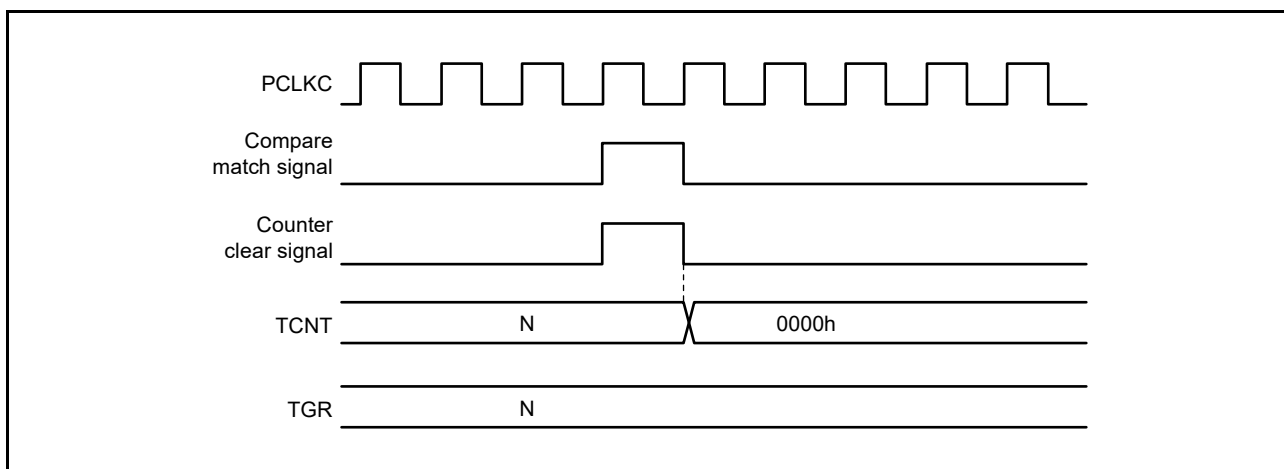 PCLKC
Compare
match signal
Counter
clear signal
TCNT
N
0000h
TGR
N